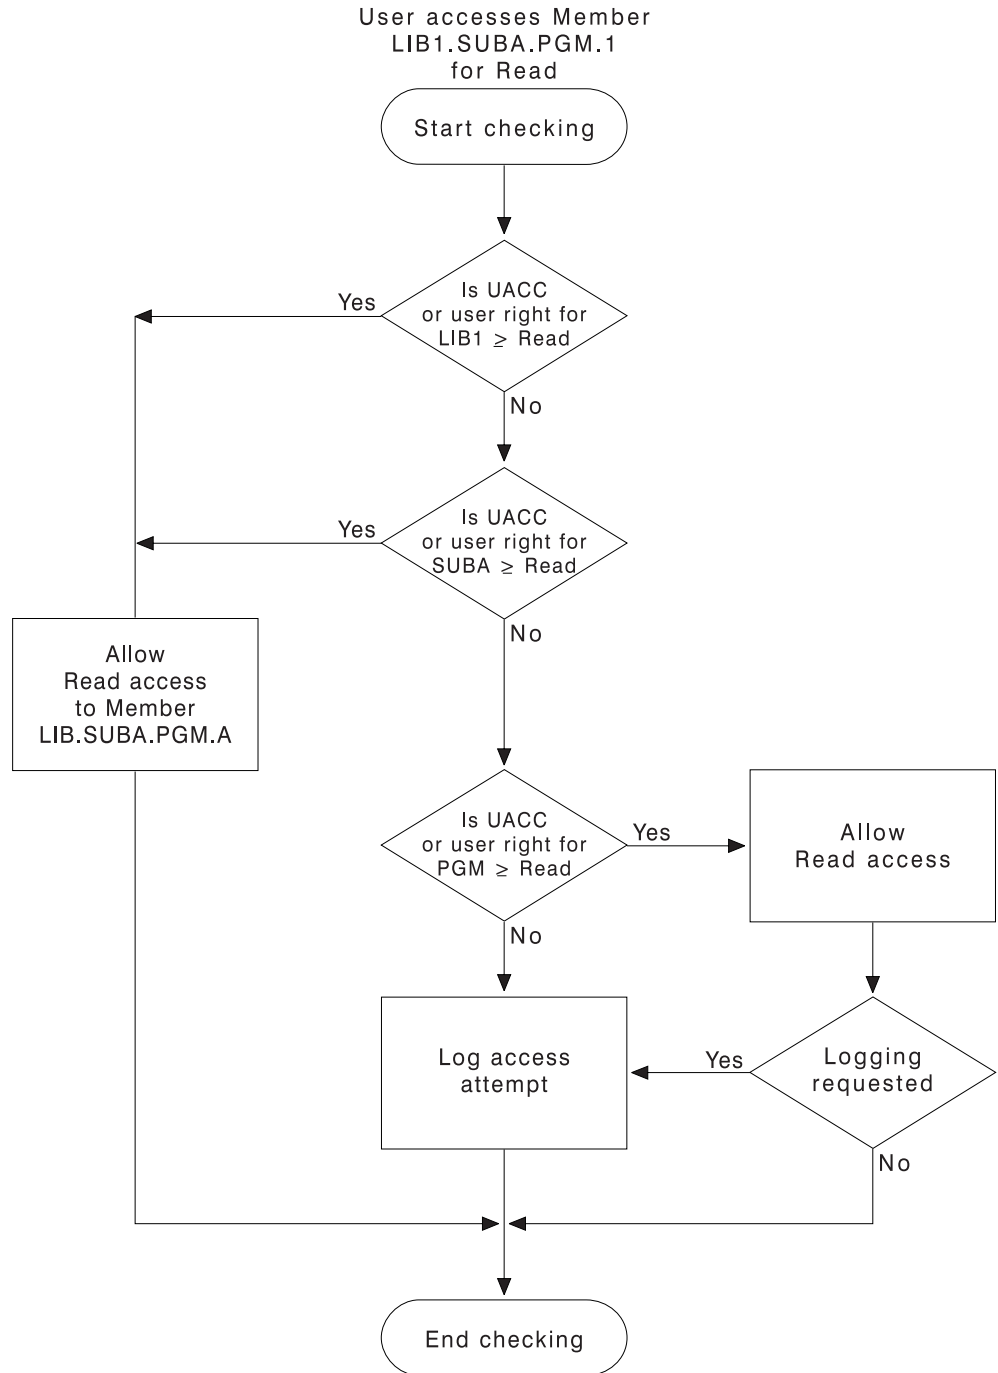 User accesses Member
LIB1.SUBA.PGM.1
for Read
Start checking
Is UACC
or user right for
LIB1 ≥ Read
Yes
No
Is UACC
or user right for
SUBA ≥ Read
Yes
No
Allow
Read access
to Member
LIB.SUBA.PGM.A
Is UACC
or user right for
PGM ≥ Read
Yes
No
Allow
Read access
Log access
attempt
Yes
Logging
requested
No
End checking